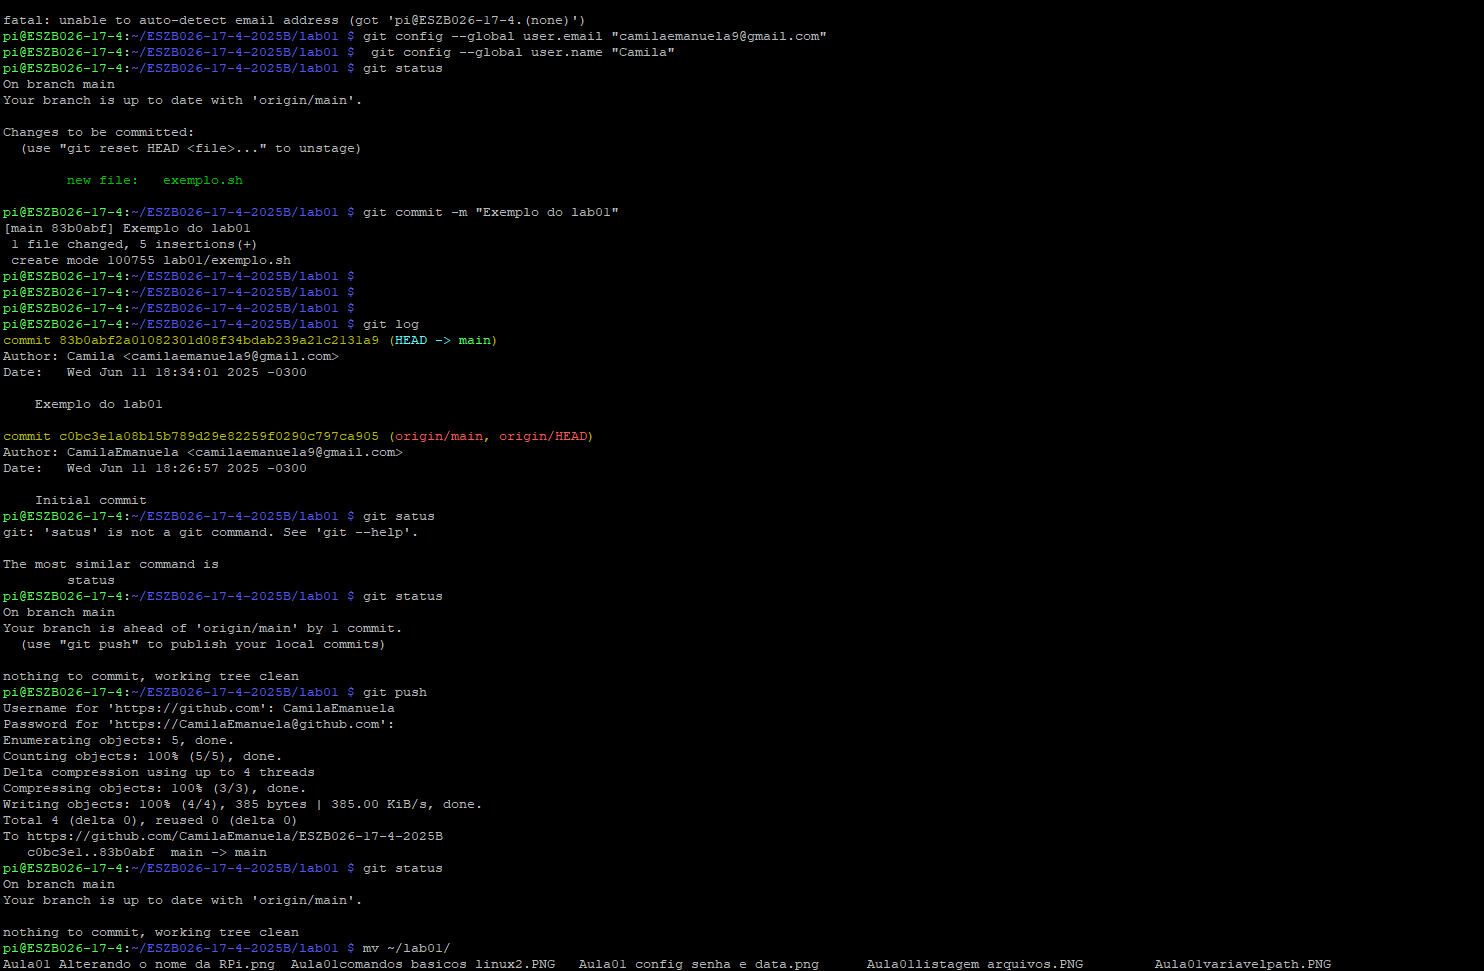 fatal: unable to auto-detect email address (got 'pi@ESZB026-17-4.(none)')
pi@ESZB026-17-4:~/ESZB026-17-4-2025B/lab01 $ git config --global user.email "camilaemanuela9@gmail.com"
pi@ESZB026-17-4:~/ESZB026-17-4-2025B/lab01 $  git config --global user.name "Camila"
pi@ESZB026-17-4:~/ESZB026-17-4-2025B/lab01 $ git status
On branch main
Your branch is up to date with 'origin/main'.

Changes to be committed:
  (use "git reset HEAD <file>..." to unstage)

        new file:   exemplo.sh

pi@ESZB026-17-4:~/ESZB026-17-4-2025B/lab01 $ git commit -m "Exemplo do lab01"
[main 83b0abf] Exemplo do lab01
 1 file changed, 5 insertions(+)
 create mode 100755 lab01/exemplo.sh
pi@ESZB026-17-4:~/ESZB026-17-4-2025B/lab01 $
pi@ESZB026-17-4:~/ESZB026-17-4-2025B/lab01 $
pi@ESZB026-17-4:~/ESZB026-17-4-2025B/lab01 $
pi@ESZB026-17-4:~/ESZB026-17-4-2025B/lab01 $ git log
commit 83b0abf2a01082301d08f34bdab239a21c2131a9 (HEAD -> main)
Author: Camila <camilaemanuela9@gmail.com>
Date:   Wed Jun 11 18:34:01 2025 -0300

    Exemplo do lab01

commit c0bc3e1a08b15b789d29e82259f0290c797ca905 (origin/main, origin/HEAD)
Author: CamilaEmanuela <camilaemanuela9@gmail.com>
Date:   Wed Jun 11 18:26:57 2025 -0300

    Initial commit
pi@ESZB026-17-4:~/ESZB026-17-4-2025B/lab01 $ git satus
git: 'satus' is not a git command. See 'git --help'.

The most similar command is
        status
pi@ESZB026-17-4:~/ESZB026-17-4-2025B/lab01 $ git status
On branch main
Your branch is ahead of 'origin/main' by 1 commit.
  (use "git push" to publish your local commits)

nothing to commit, working tree clean
pi@ESZB026-17-4:~/ESZB026-17-4-2025B/lab01 $ git push
Username for 'https://github.com': CamilaEmanuela
Password for 'https://CamilaEmanuela@github.com':
Enumerating objects: 5, done.
Counting objects: 100% (5/5), done.
Delta compression using up to 4 threads
Compressing objects: 100% (3/3), done.
Writing objects: 100% (4/4), 385 bytes | 385.00 KiB/s, done.
Total 4 (delta 0), reused 0 (delta 0)
To https://github.com/CamilaEmanuela/ESZB026-17-4-2025B
   c0bc3e1..83b0abf  main -> main
pi@ESZB026-17-4:~/ESZB026-17-4-2025B/lab01 $ git status
On branch main
Your branch is up to date with 'origin/main'.

nothing to commit, working tree clean
pi@ESZB026-17-4:~/ESZB026-17-4-2025B/lab01 $ mv ~/lab01/
Aula01 Alterando o nome da RPi.png  Aula01comandos basicos linux2.PNG   Aula01 config senha e data.png      Aula01listagem arquivos.PNG         Aula01variavelpath.PNG